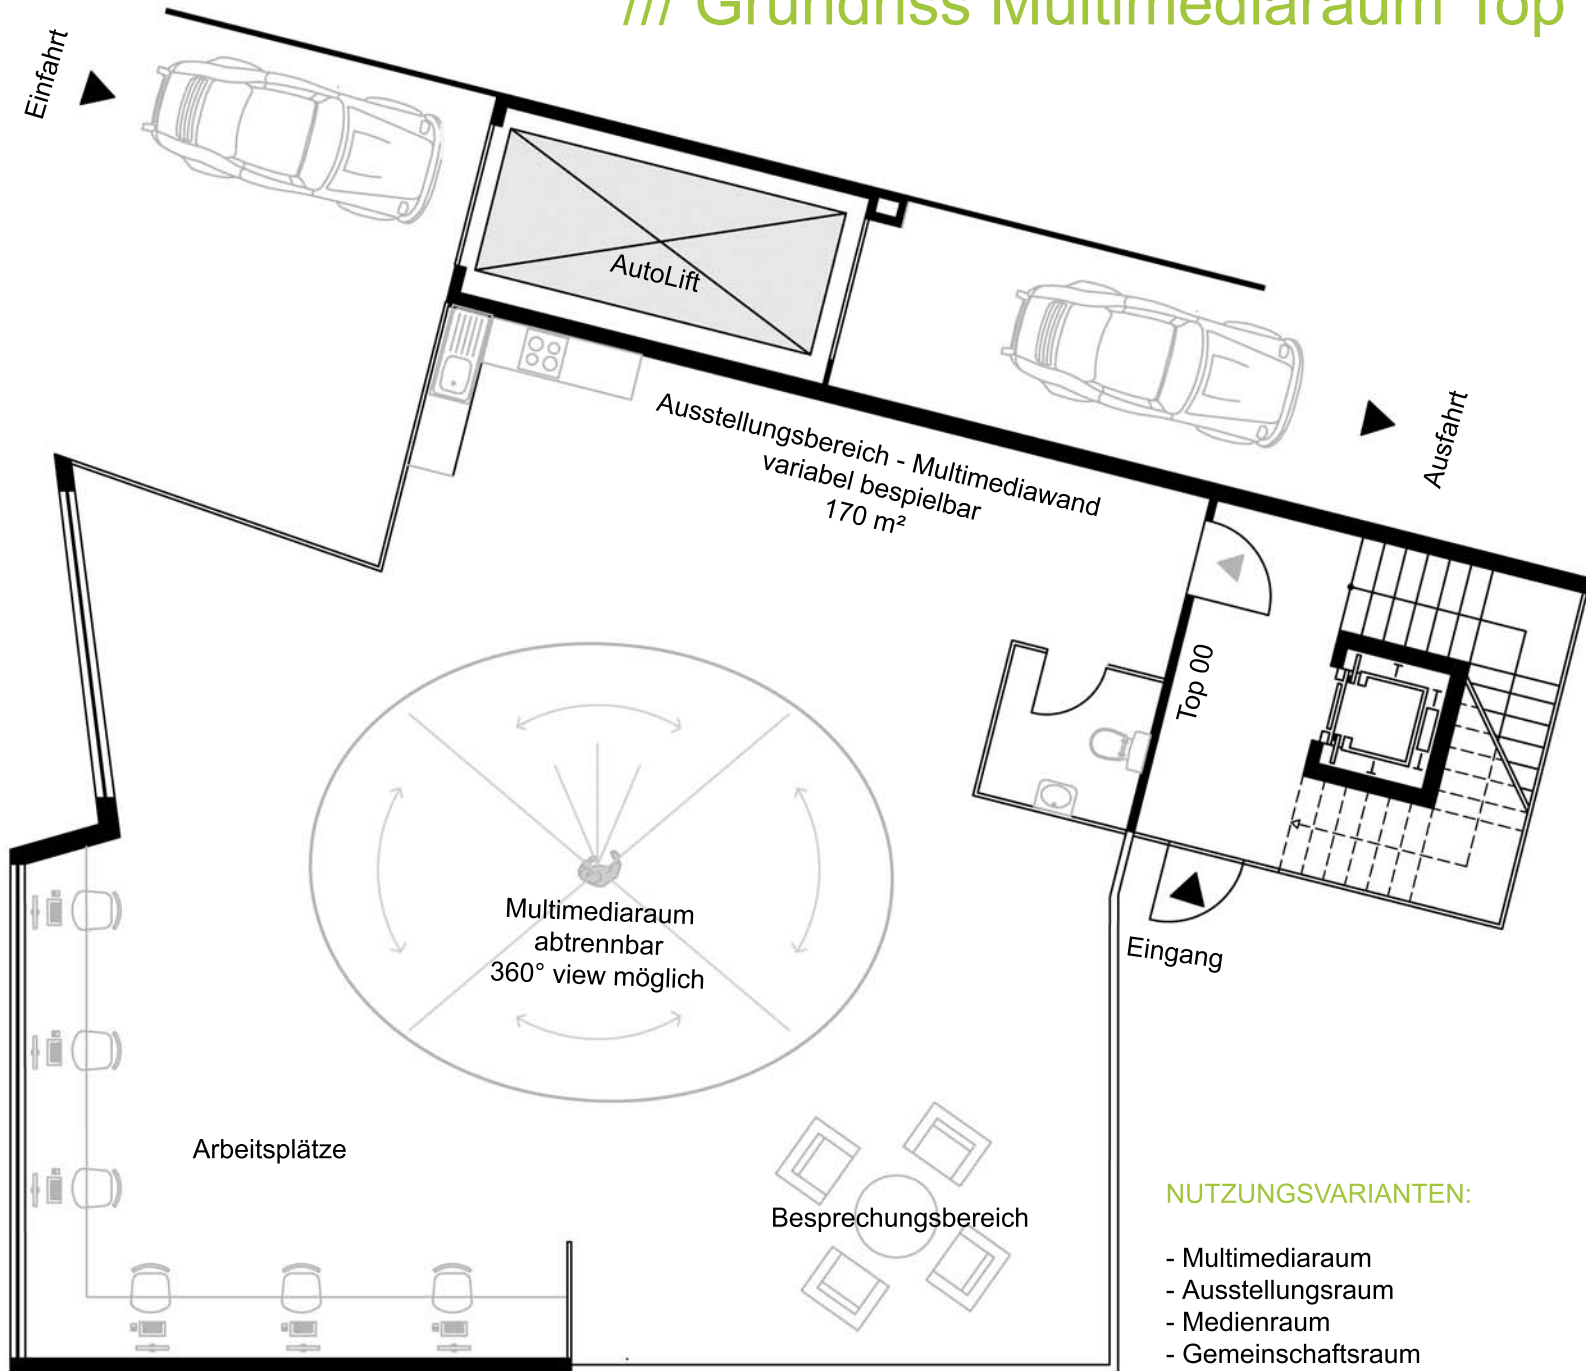 /// Grundriss Multimediaraum Top
Einfahrt
AutoLift
Ausfahrt
Ausstellungsbereich - Multimediawand
variabel bespielbar
170 m²
Top 00
Multimediaraum
abtrennbar
360° view möglich
Eingang
Arbeitsplätze
Besprechungsbereich
NUTZUNGSVARIANTEN:
- Multimediaraum
- Ausstellungsraum
- Medienraum
- Gemeinschaftsraum